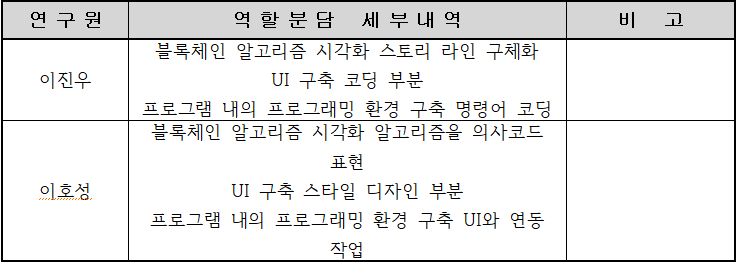 연구원 역할분담 세부내역 비고
이진우
블록체인 알고리즘 시각화 스토리 라인 구체화
UI 구축 코딩 부분
프로그램 내의 프로그래밍 환경 구축 명령어 코딩
이호성
블록체인 알고리즘 시각화 알고리즘을 의사코드
표현
UI 구축 스타일 디자인 부분
프로그램 내의 프로그래밍 환경 구축 UI와 연동
작업